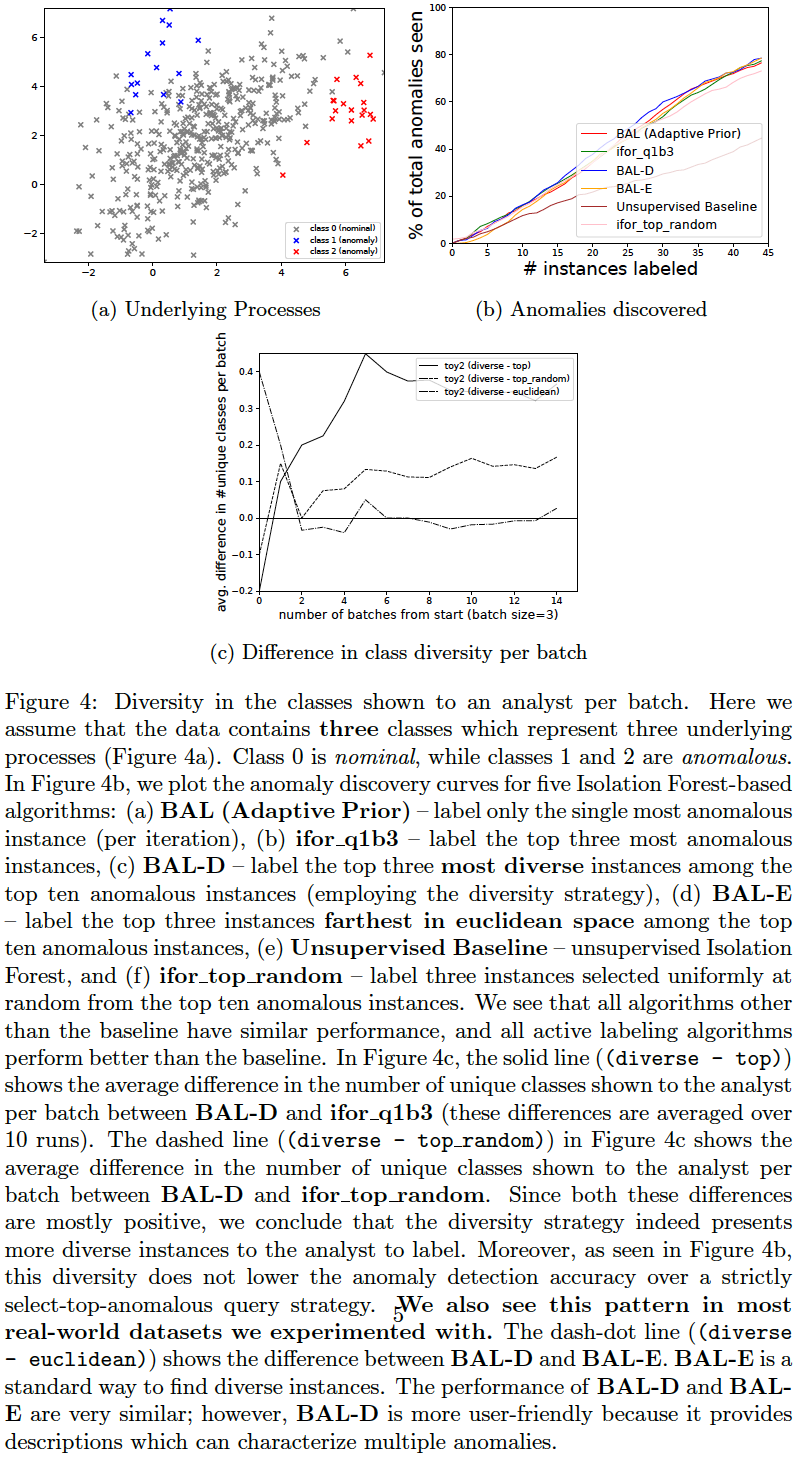 6
4
2
0
−2
−2
0
2
4
6
class 0 (nominal)
class 1 (anomaly)
class 2 (anomaly)
(a) Underlying Processes
% of total anomalies seen
100
80
60
40
20
0
0
5
10
15
20
25
30
35
40
45
# instances labeled
BAL (Adaptive Prior)
ifor_q1b3
BAL-D
BAL-E
Unsupervised Baseline
ifor_top_random
(b) Anomalies discovered
avg. difference in #unique classes per batch
0.4
0.3
0.2
0.1
0.0
−0.1
−0.2
0
2
4
6
8
10
12
14
number of batches from start (batch size=3)
toy2 (diverse - top)
toy2 (diverse - top_random)
toy2 (diverse - euclidean)
(c) Difference in class diversity per batch
Figure 4: Diversity in the classes shown to an analyst per batch. Here we
assume that the data contains three classes which represent three underlying
processes (Figure 4a). Class 0 is nominal, while classes 1 and 2 are anomalous.
In Figure 4b, we plot the anomaly discovery curves for five Isolation Forest-based
algorithms: (a) BAL (Adaptive Prior) – label only the single most anomalous
instance (per iteration), (b) ifor_q1b3 – label the top three most anomalous
instances, (c) BAL-D – label the top three most diverse instances among the
top ten anomalous instances (employing the diversity strategy), (d) BAL-E
– label the top three instances farthest in euclidean space among the top
ten anomalous instances, (e) Unsupervised Baseline – unsupervised Isolation
Forest, and (f) ifor_top_random – label three instances selected uniformly at
random from the top ten anomalous instances. We see that all algorithms other
than the baseline have similar performance, and all active labeling algorithms
perform better than the baseline. In Figure 4c, the solid line ((diverse - top))
shows the average difference in the number of unique classes shown to the analyst
per batch between BAL-D and ifor_q1b3 (these differences are averaged over
10 runs). The dashed line ((diverse - top_random)) in Figure 4c shows the
average difference in the number of unique classes shown to the analyst per
batch between BAL-D and ifor_top_random. Since both these differences
are mostly positive, we conclude that the diversity strategy indeed presents
more diverse instances to the analyst to label. Moreover, as seen in Figure 4b,
this diversity does not lower the anomaly detection accuracy over a strictly
select-top-anomalous query strategy. We also see this pattern in most
5
real-world datasets we experimented with. The dash-dot line ((diverse
- euclidean)) shows the difference between BAL-D and BAL-E. BAL-E is a
standard way to find diverse instances. The performance of BAL-D and BAL-
E are very similar; however, BAL-D is more user-friendly because it provides
descriptions which can characterize multiple anomalies.